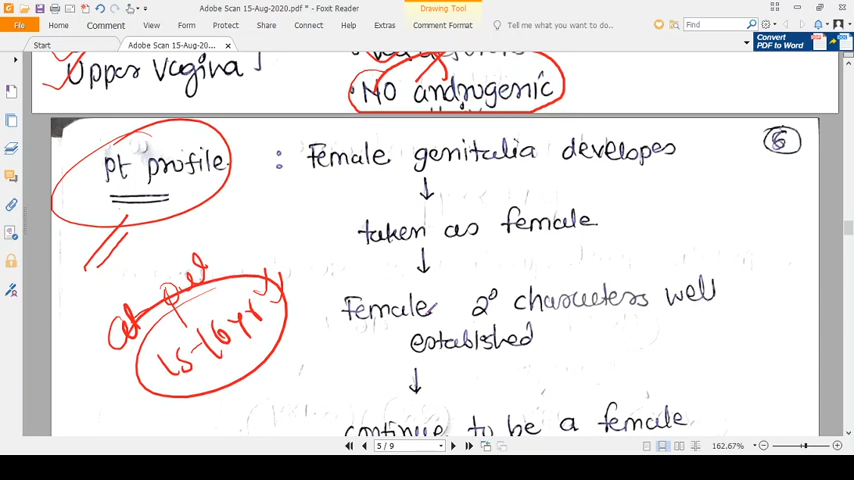 Adobe Scan 15-Aug-2020.pdf * - Foxit Reader
Drawing Tool
File Home Comment View Form Protect Share Connect Help Extras Comment Format Tell me what you want to do... Find
Start Adobe Scan 15-Aug-20...
Convert
PDF to Word
Upper vagina
NO androgenic
6
pt profile : Female genitalia developes
↓
taken as female
↓
Female 2° characters well
established
↓
at
15-16 yr
continue to be a female
5 / 9
162.67%